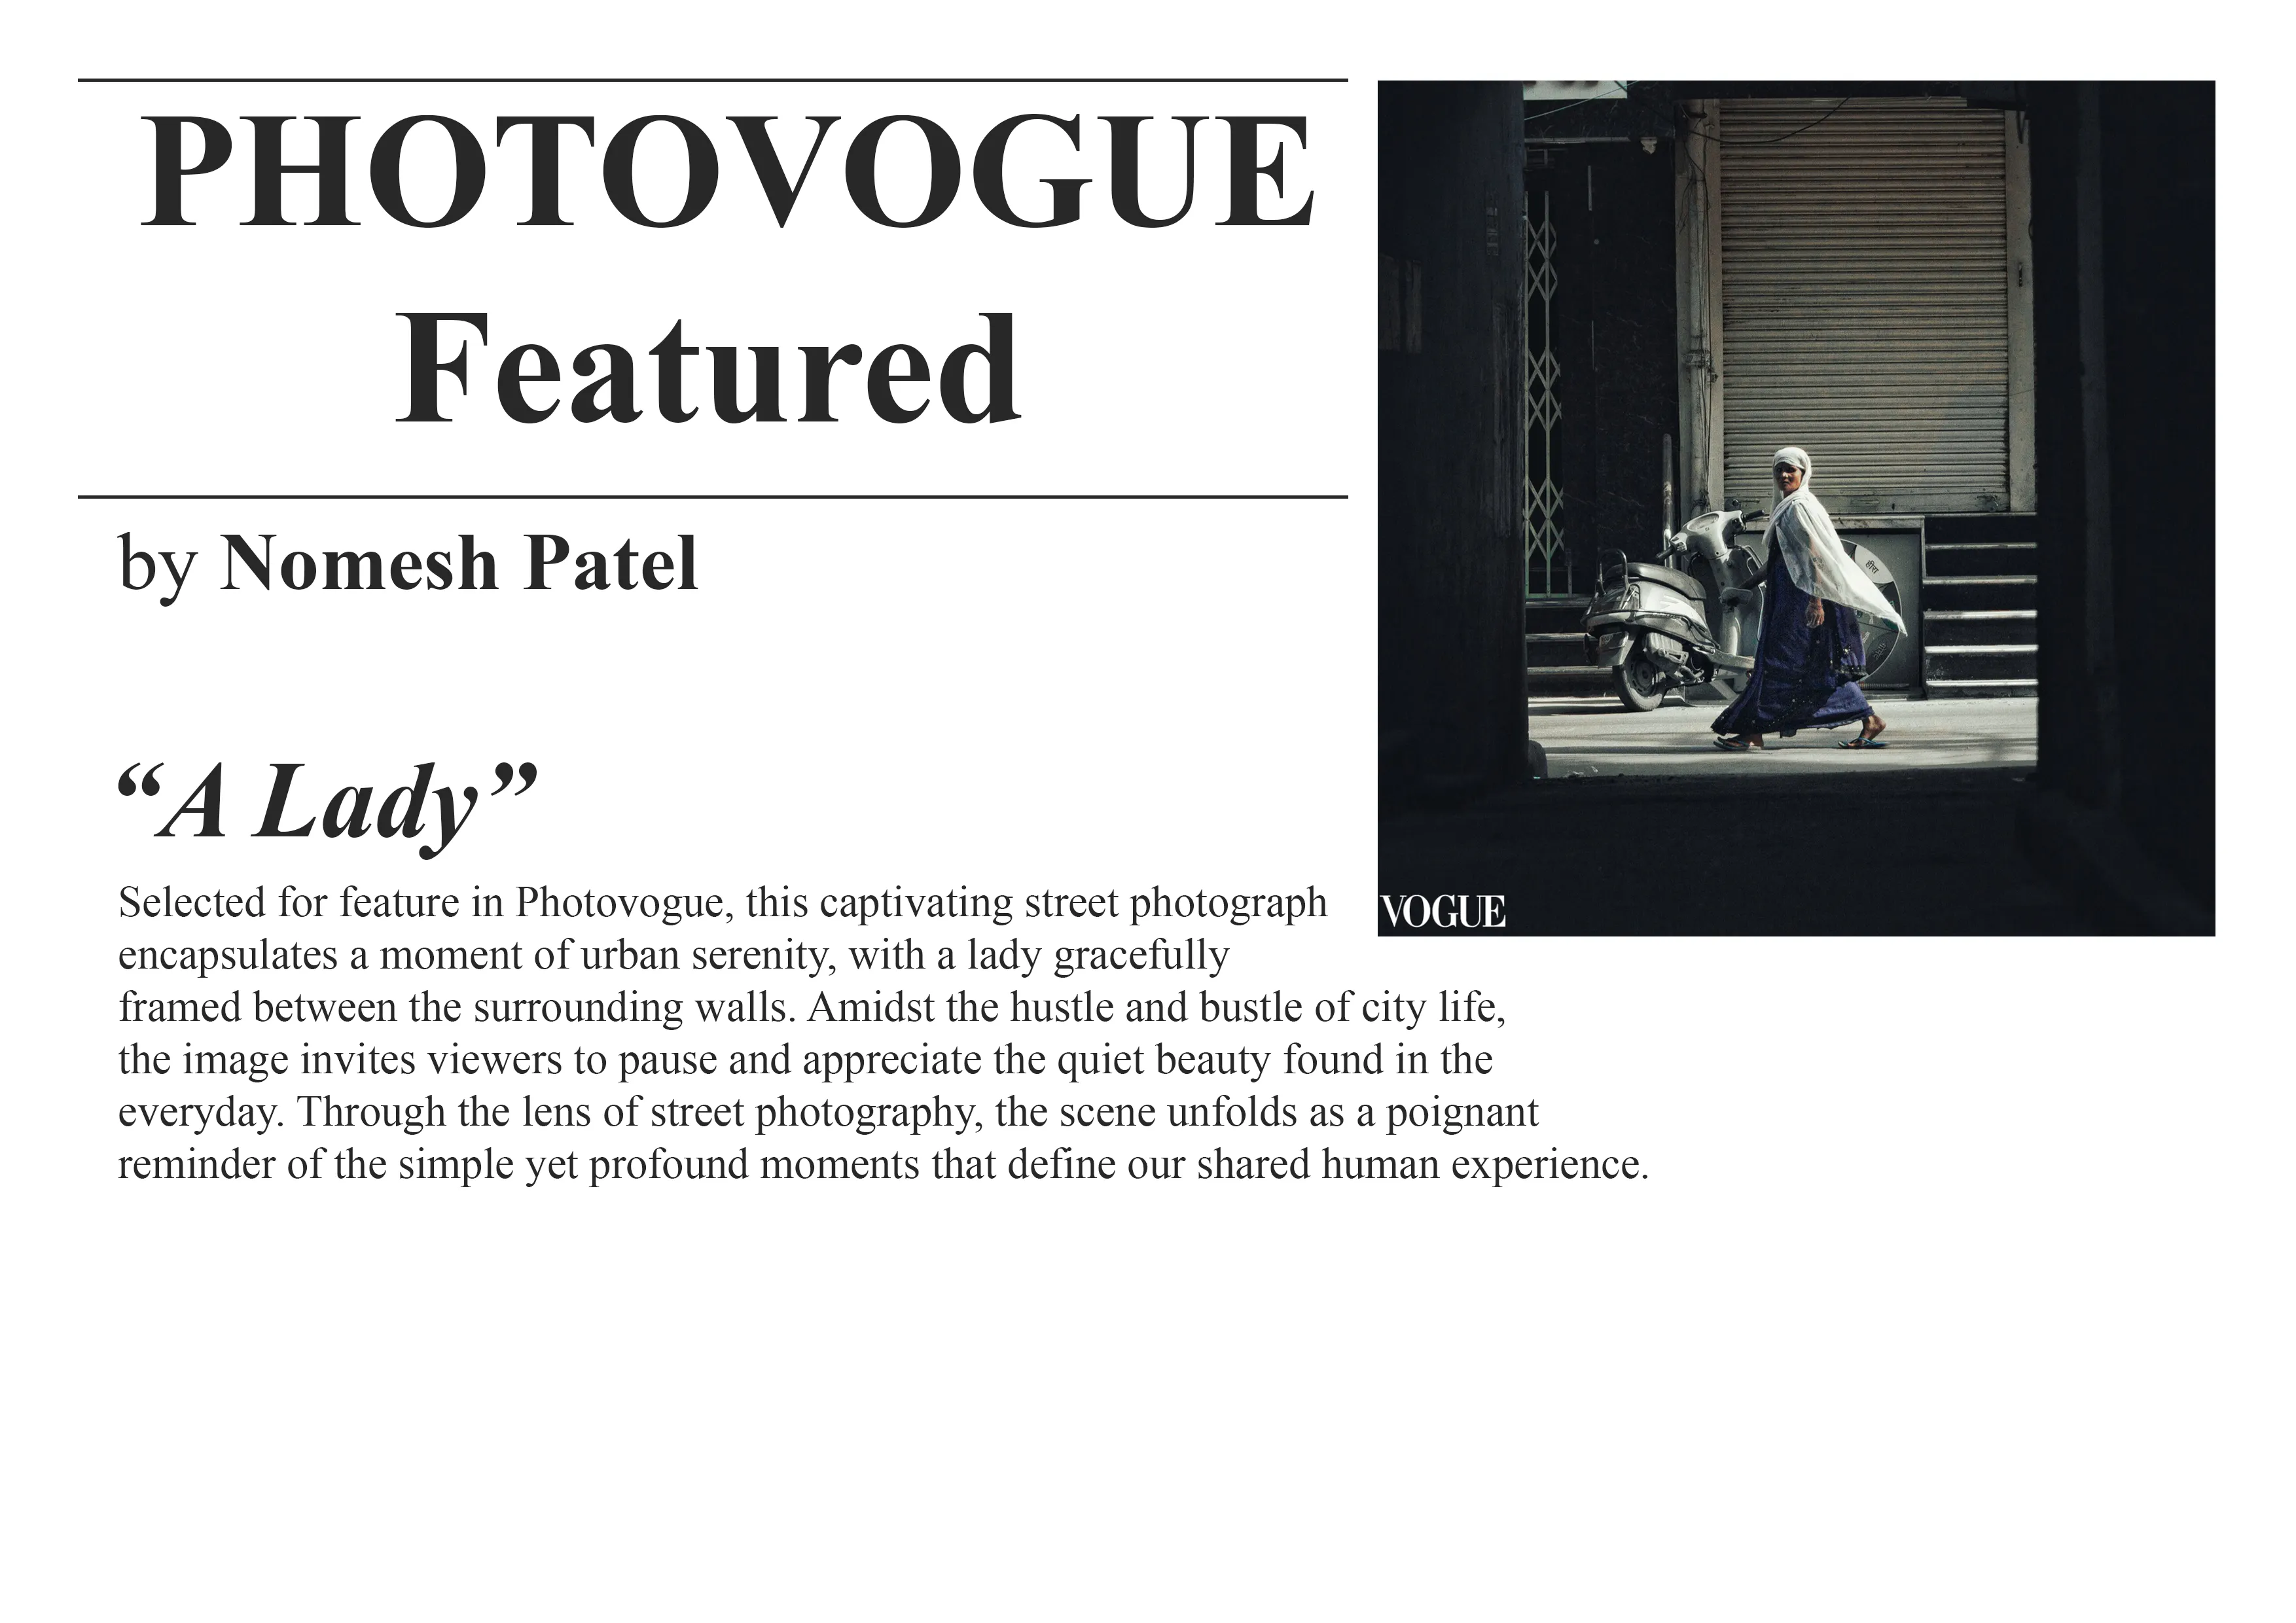 PHOTOVOGUE
Featured
by Nomesh Patel
“A Lady”
Selected for feature in Photovogue, this captivating street photograph
encapsulates a moment of urban serenity, with a lady gracefully
framed between the surrounding walls. Amidst the hustle and bustle of city life,
the image invites viewers to pause and appreciate the quiet beauty found in the
everyday. Through the lens of street photography, the scene unfolds as a poignant
reminder of the simple yet profound moments that define our shared human experience.
हीरा
VOGUE